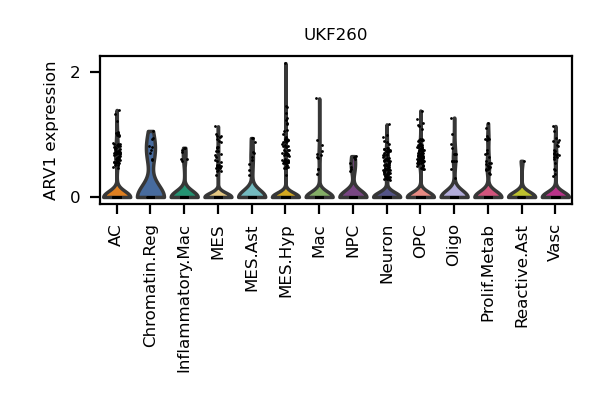 UKF260
ARV1 expression
2
0
AC
Chromatin.Reg
Inflammatory.Mac
MES
MES.Ast
MES.Hyp
Mac
NPC
Neuron
OPC
Oligo
Prolif.Metab
Reactive.Ast
Vasc